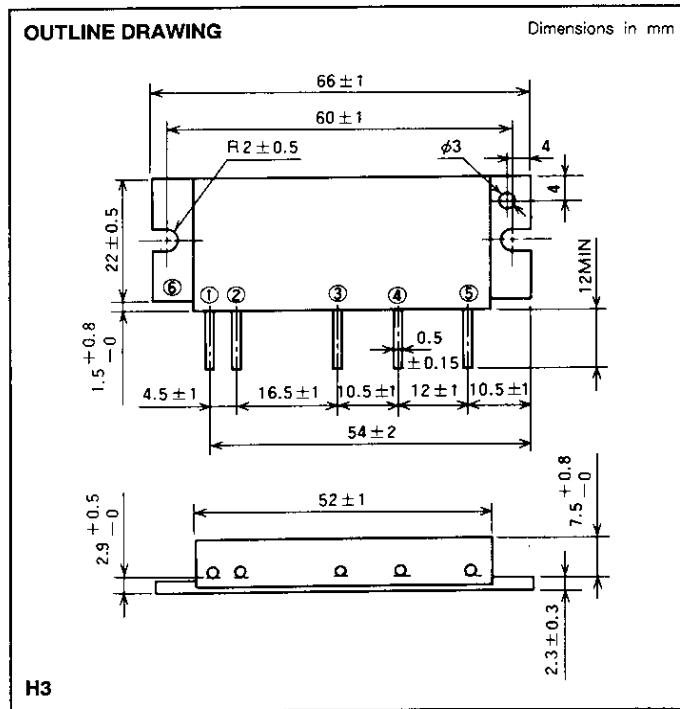 OUTLINE DRAWING
Dimensions in mm
66±1
60±1
R2±0.5
φ3
4
4
22±0.5
12MIN
⑥
①
②
③
④
⑤
1.5 +0.8 -0
0.5
±0.15
4.5±1
16.5±1
10.5±1
12±1
10.5±1
54±2
52±1
2.9 +0.5 -0
7.5 +0.8 -0
2.3±0.3
H3